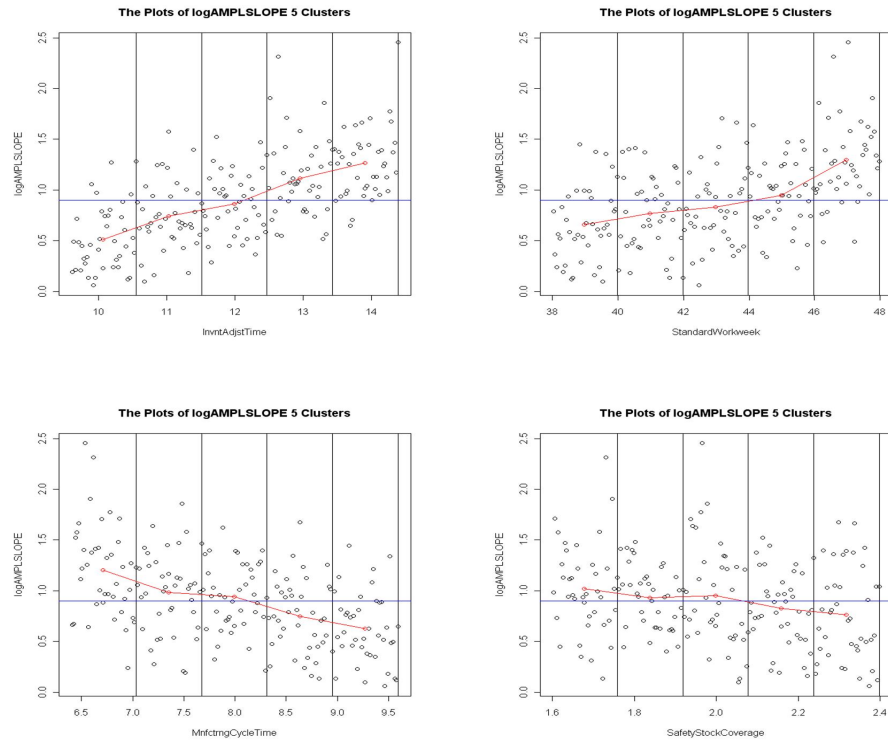 The Plots of logAMPLSLOPE 5 Clusters
logAMPLSLOPE
0.0 0.5 1.0 1.5 2.0 2.5
10 11 12 13 14
InvntAdjstTime
The Plots of logAMPLSLOPE 5 Clusters
logAMPLSLOPE
0.0 0.5 1.0 1.5 2.0 2.5
38 40 42 44 46 48
StandardWorkweek
The Plots of logAMPLSLOPE 5 Clusters
logAMPLSLOPE
0.0 0.5 1.0 1.5 2.0 2.5
6.5 7.0 7.5 8.0 8.5 9.0 9.5
MnfctrngCycleTime
The Plots of logAMPLSLOPE 5 Clusters
logAMPLSLOPE
0.0 0.5 1.0 1.5 2.0 2.5
1.6 1.8 2.0 2.2 2.4
SafetyStockCoverage